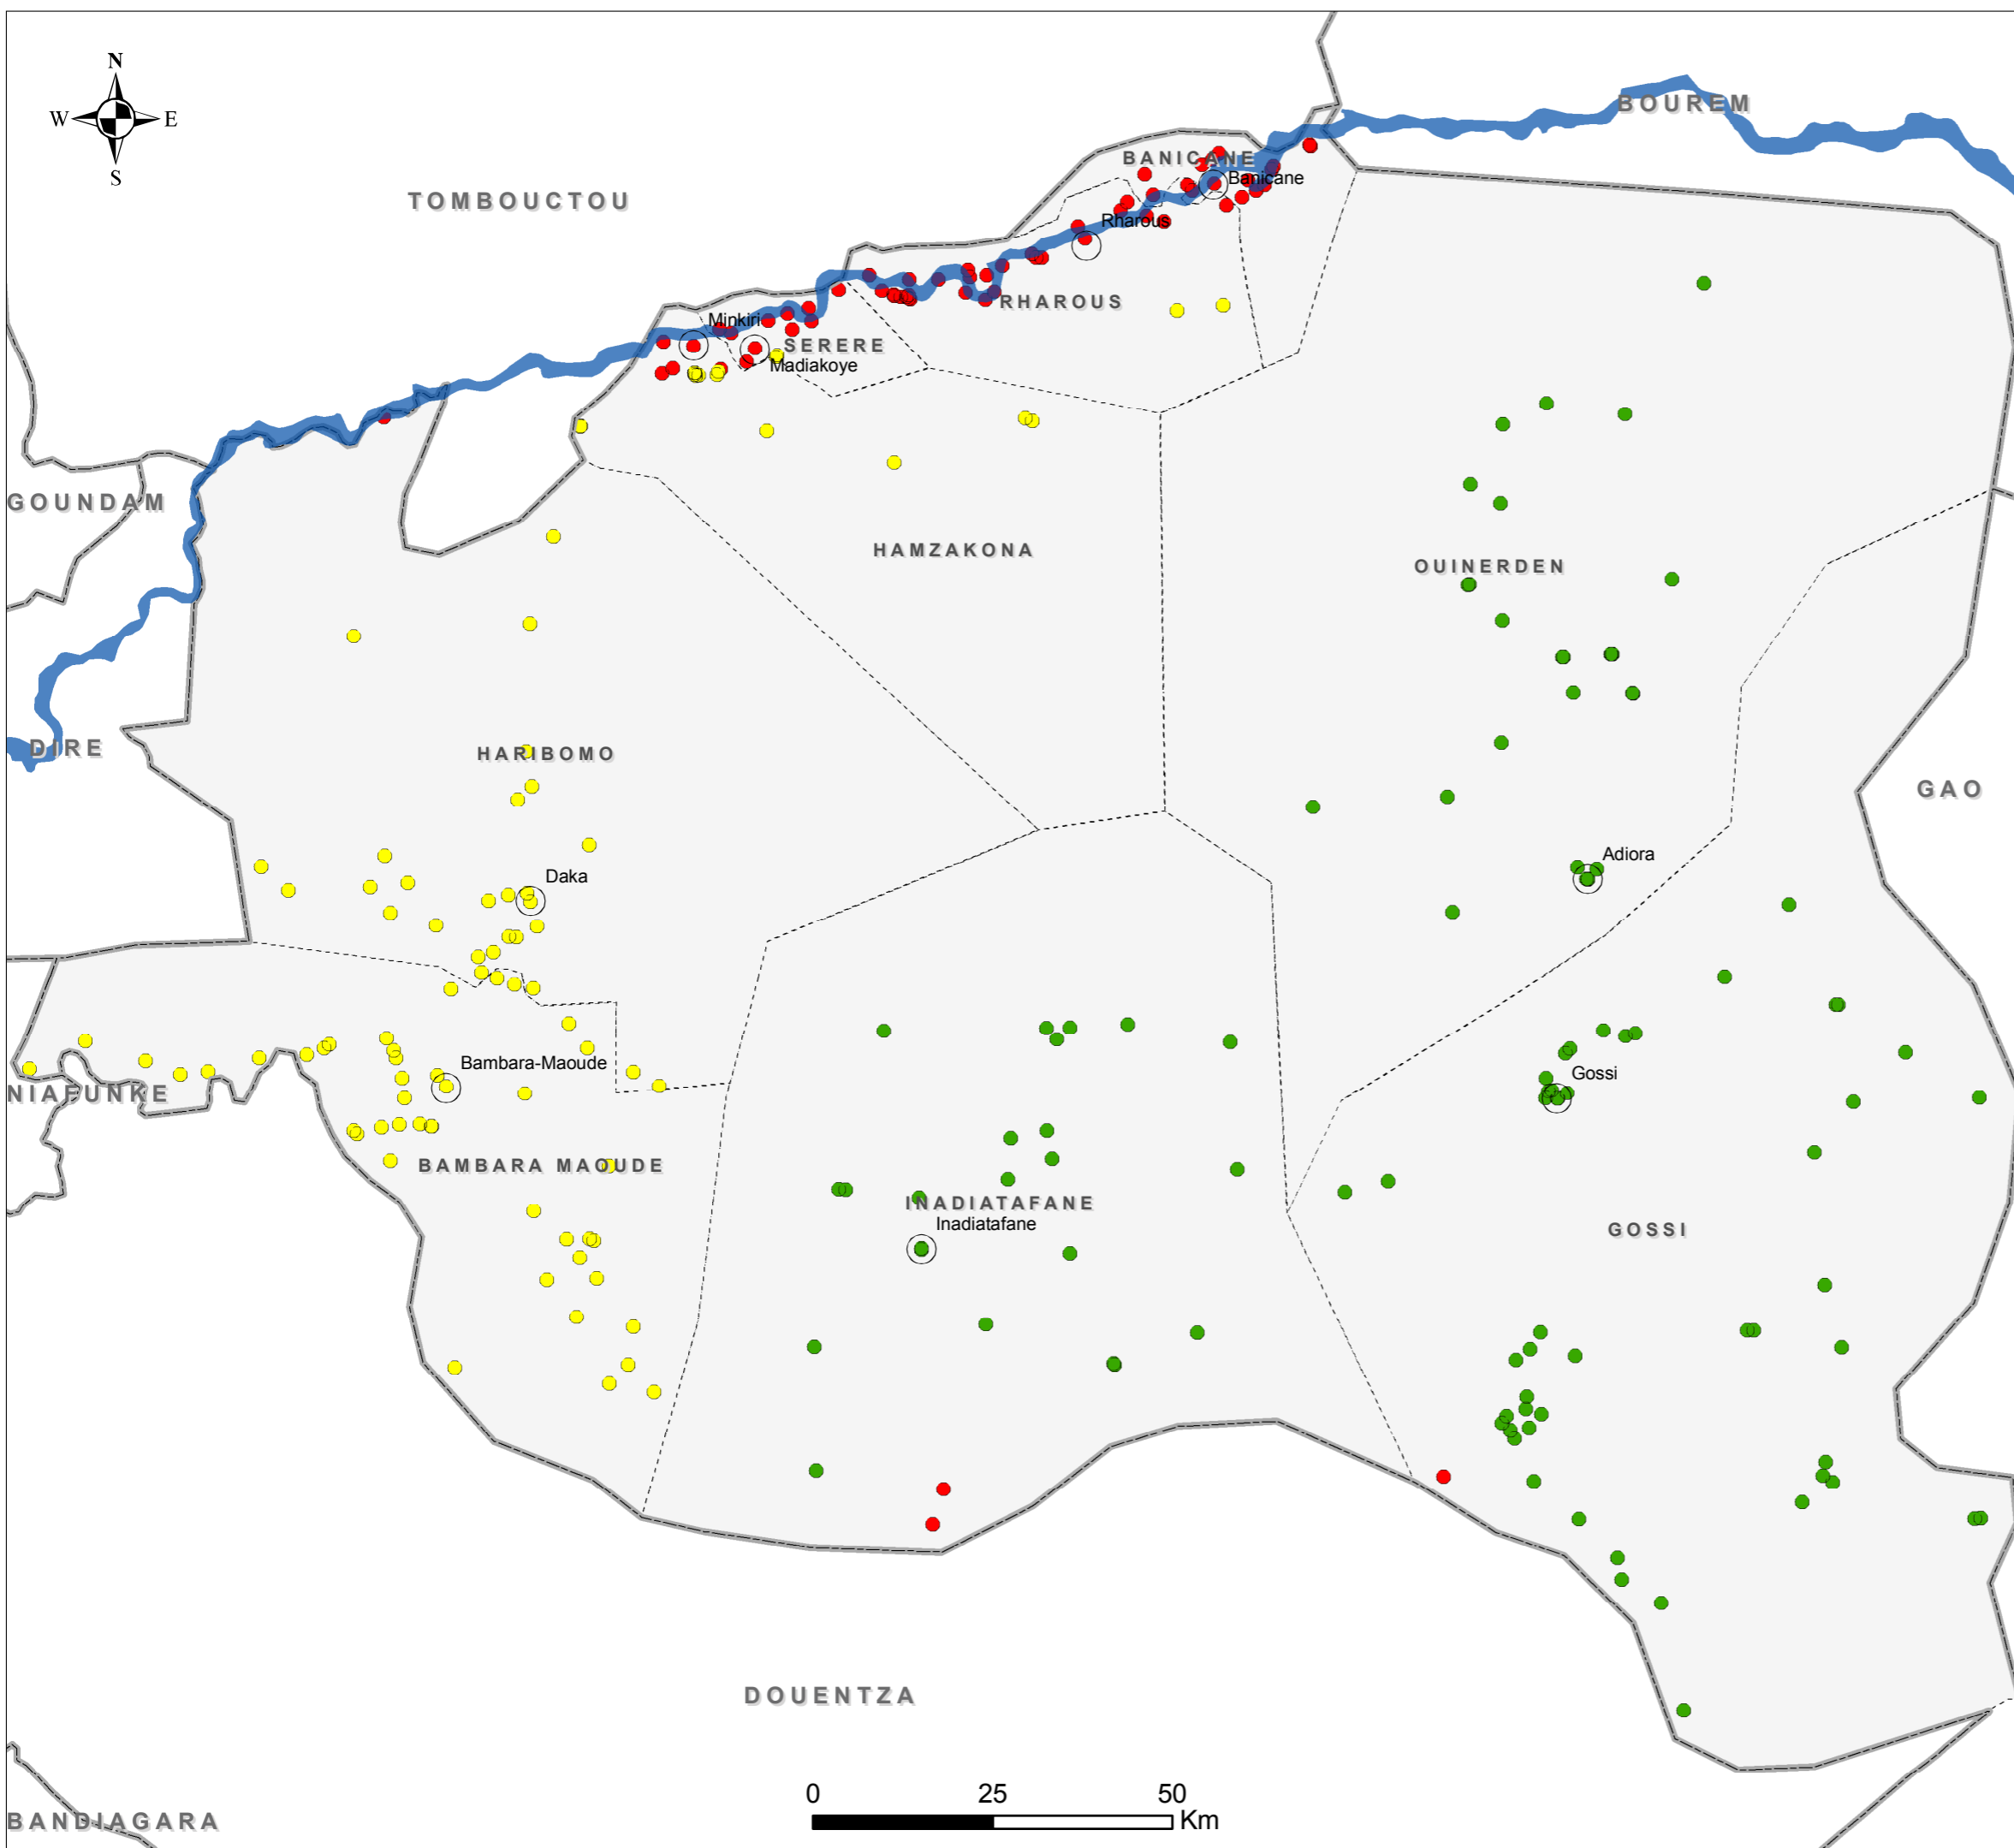 N
W E
S
BOUREM
BANICANE
Banicane
TOMBOUCTOU
Rharous
RHAROUS
Minkiri
SERERE
Madiakoye
GOUNDAM
HAMZAKONA
OUINERDEN
DIRE
HARIBOMO
GAO
Adiora
Daka
Bambara-Maoude
Gossi
NIAFUNKE
BAMBARA MAOUDE
INADIATAFANE
Inadiatafane
GOSSI
DOUENTZA
0 25 50
Km
BANDIAGARA